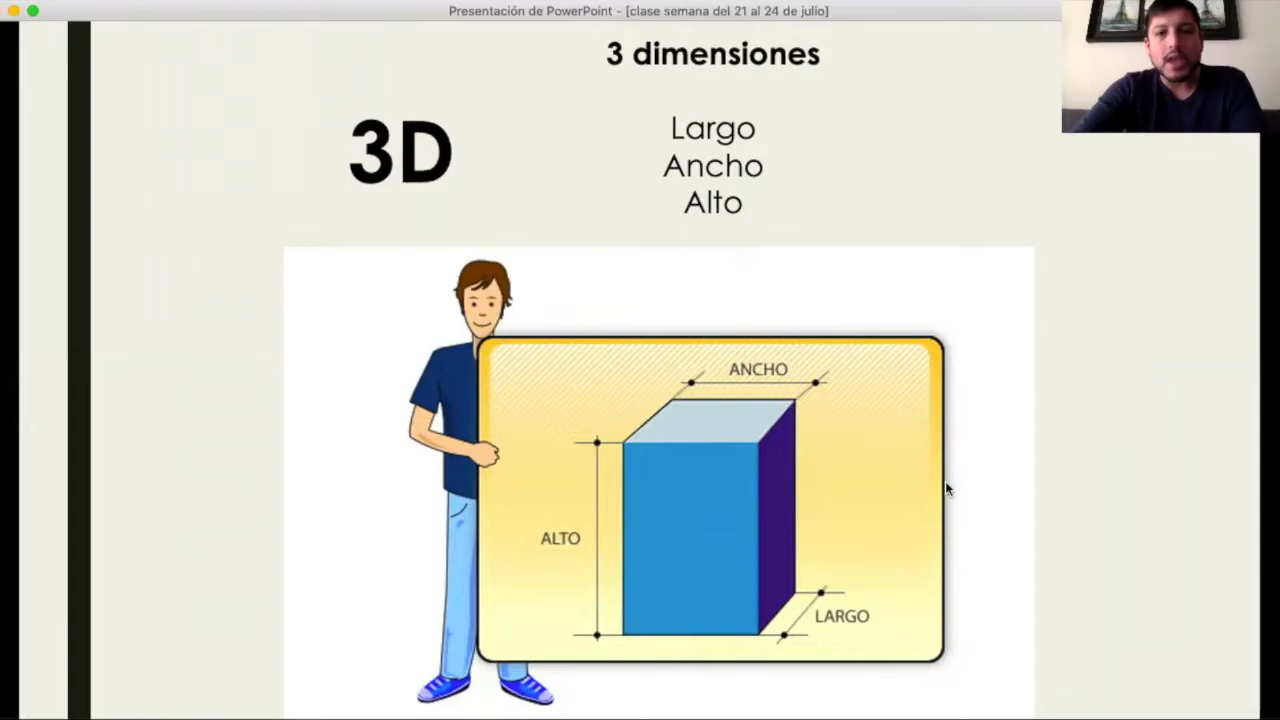 Presentación de PowerPoint - [clase semana del 21 al 24 de julio]
3 dimensiones
3D
Largo
Ancho
Alto
ANCHO
ALTO
LARGO